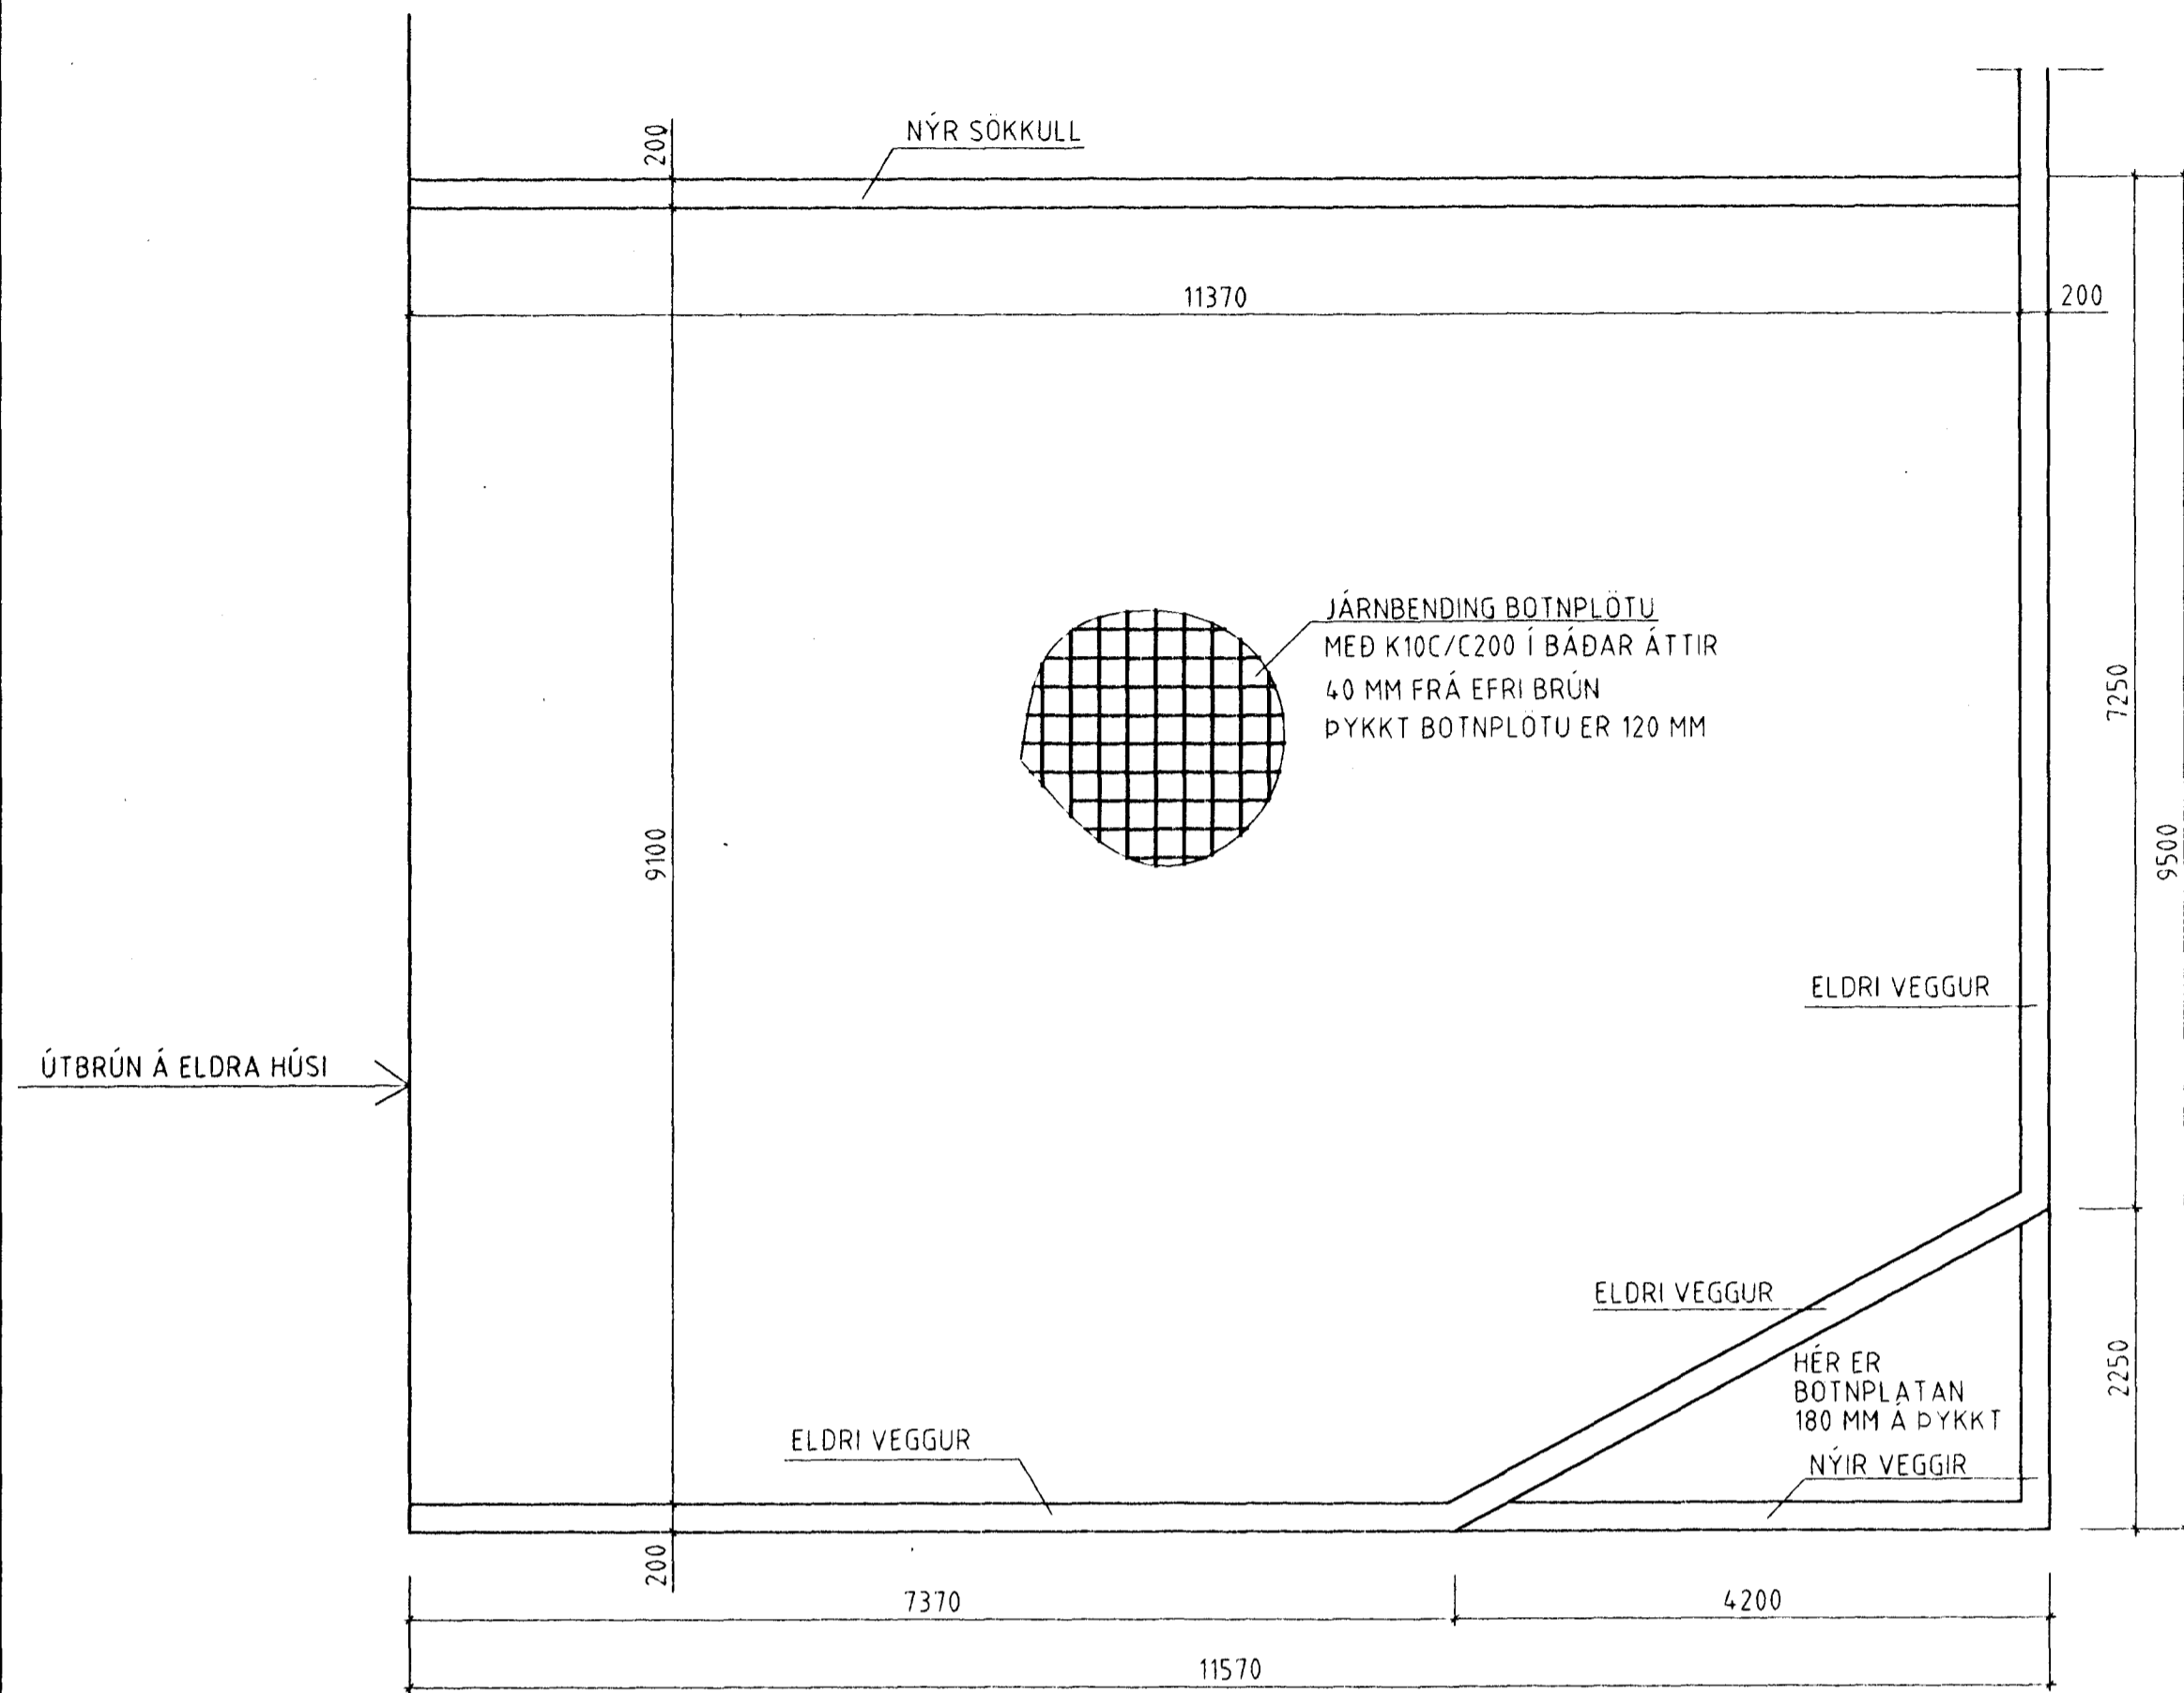 NÝR SÖKKULL
200
11370
200
JÁRNBENDING BOTNPLÖTU
MEÐ K10C/C200 Í BÁÐAR ÁTTIR
40 MM FRÁ EFRI BRÚN
ÞYKKT BOTNPLÖTU ER 120 MM
7250
9100
9500
ELDRI VEGGUR
ÚTBRÚN Á ELDRA HÚSI
ELDRI VEGGUR
HÉR ER
BOTNPLATAN
180 MM Á ÞYKKT
2250
ELDRI VEGGUR
NÝIR VEGGIR
200
7370
4200
11570